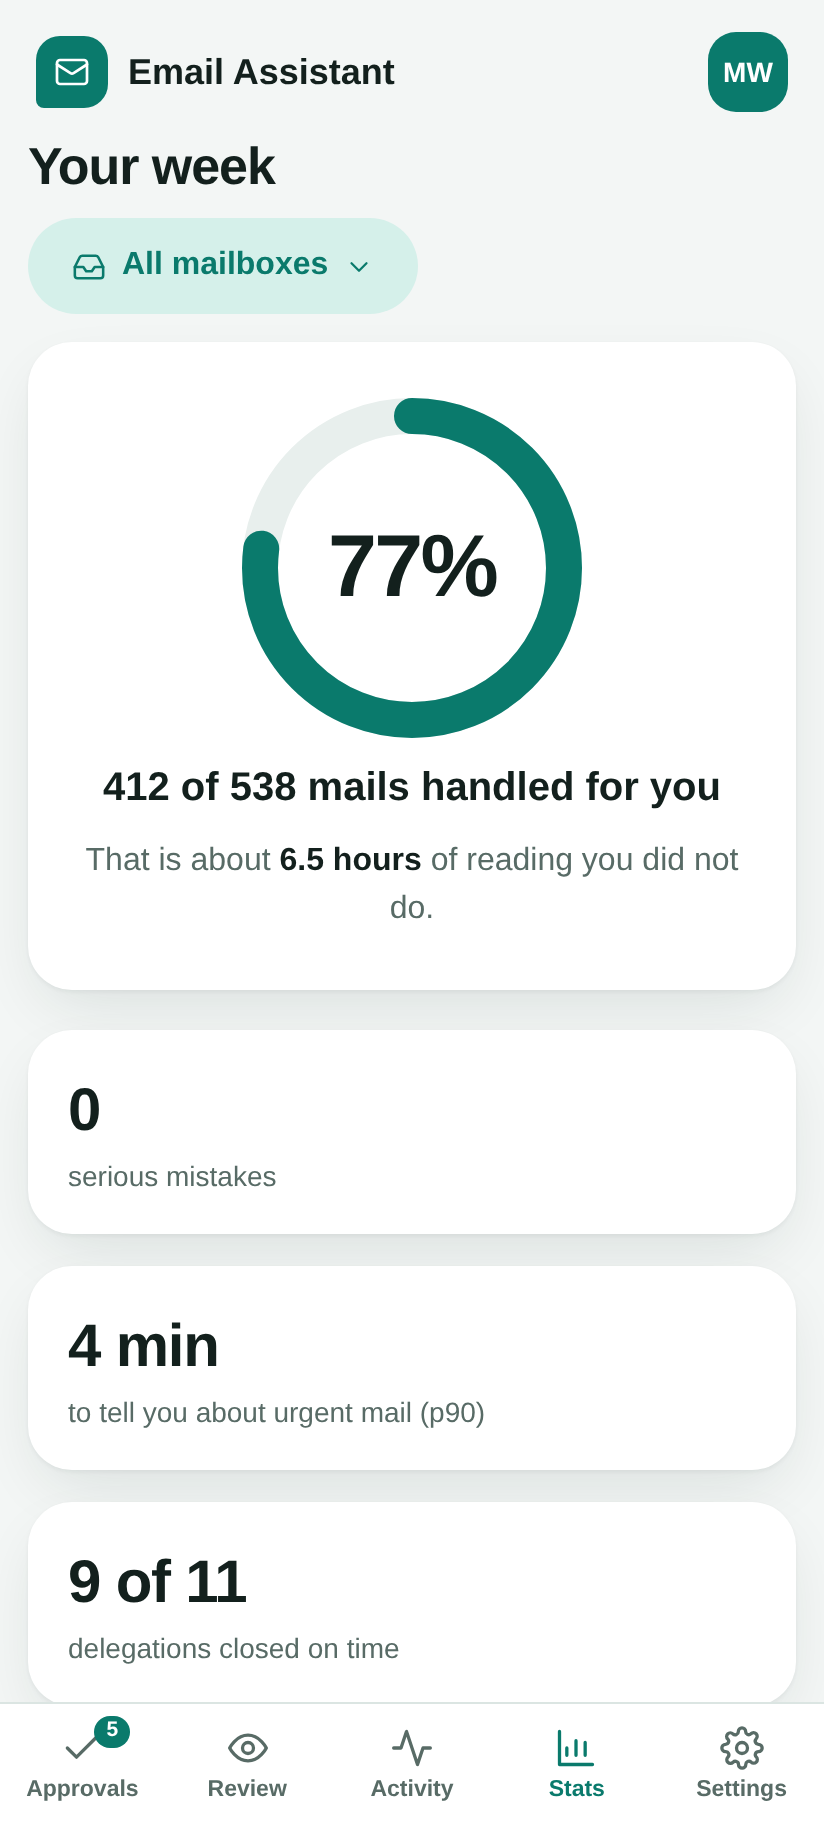 Email Assistant
MW
Your week
All mailboxes
77%
412 of 538 mails handled for you
That is about 6.5 hours of reading you did not
do.
0
serious mistakes
4 min
to tell you about urgent mail (p90)
9 of 11
delegations closed on time
5
Approvals
Review
Activity
Stats
Settings